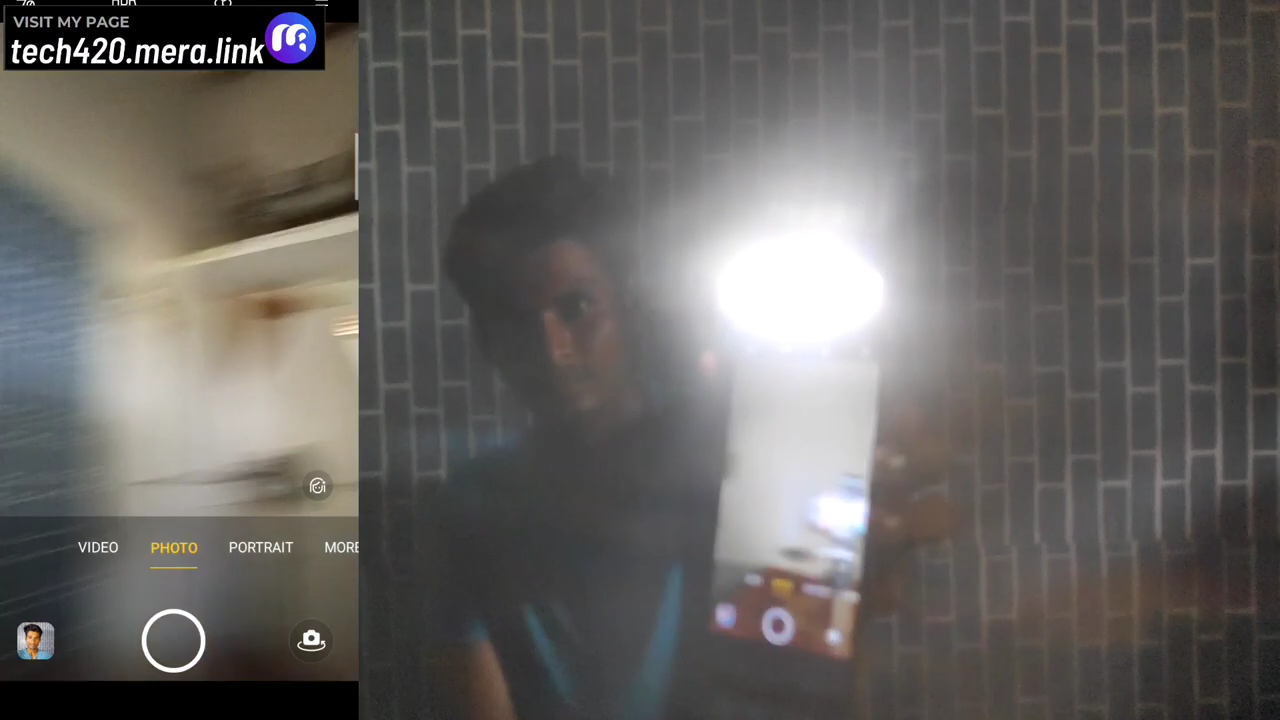 VISIT MY PAGE
tech420.mera.link
VIDEO
PHOTO
PORTRAIT
MORE